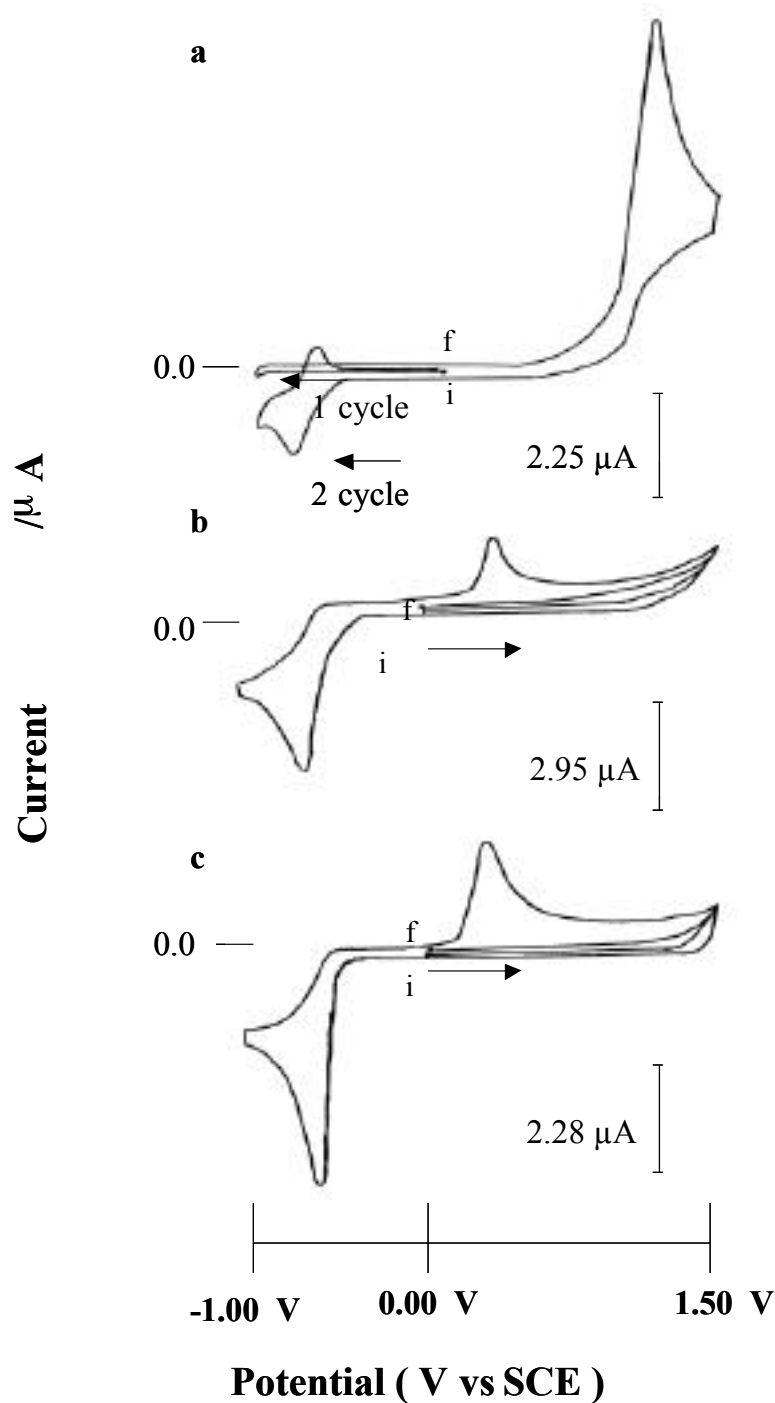 a
f
0.0
i
1 cycle
2.25 µA
2 cycle
/µ A
b
f
0.0
i
2.95 µA
Current
c
f
0.0
i
2.28 µA
-1.00 V
0.00 V
1.50 V
Potential ( V vs SCE )